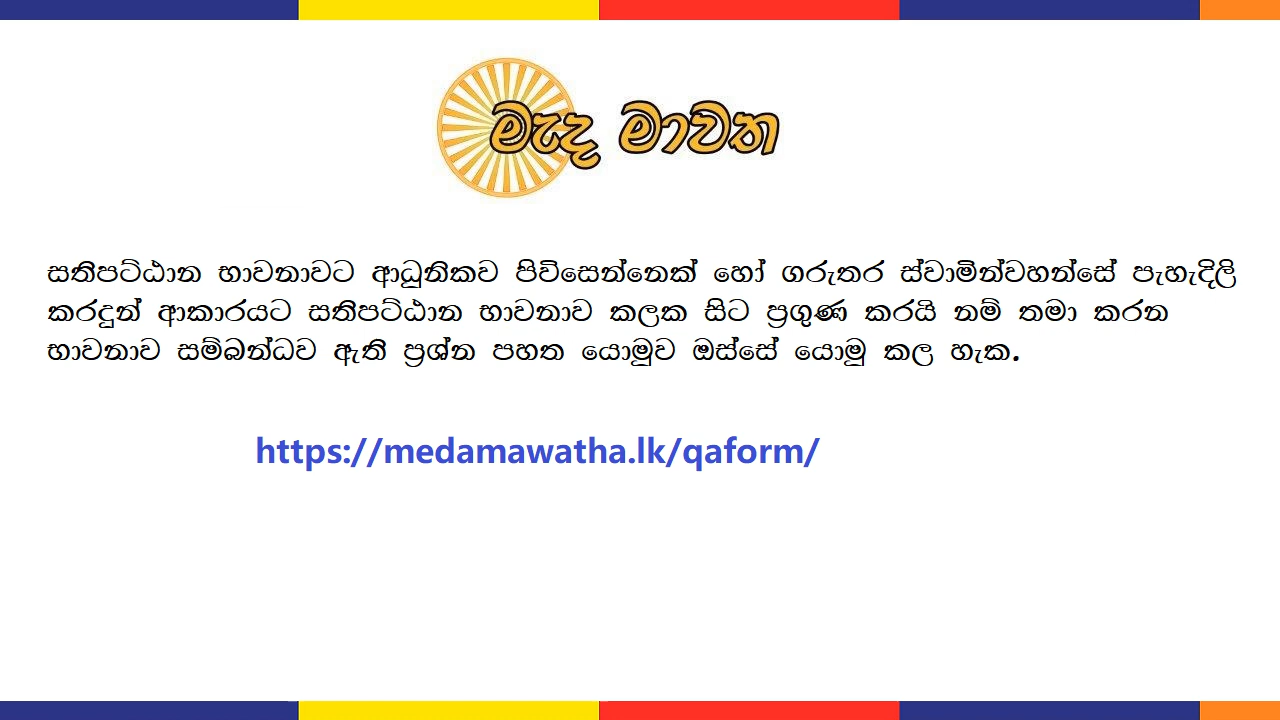 මැද මාවත
සතිපට්ඨාන භාවනාවට ආධුනිකව පිවිසෙන්නෙක් හෝ ගරුතර ස්වාමින්වහන්සේ පැහැදිලි
කරදුන් ආකාරයට සතිපට්ඨාන භාවනාව කලක සිට ප්‍රගුණ කරයි නම් තමා කරන
භාවනාව සම්බන්ධව ඇති ප්‍රශ්න පහත යොමුව ඔස්සේ යොමු කල හැක.
https://medamawatha.lk/qaform/